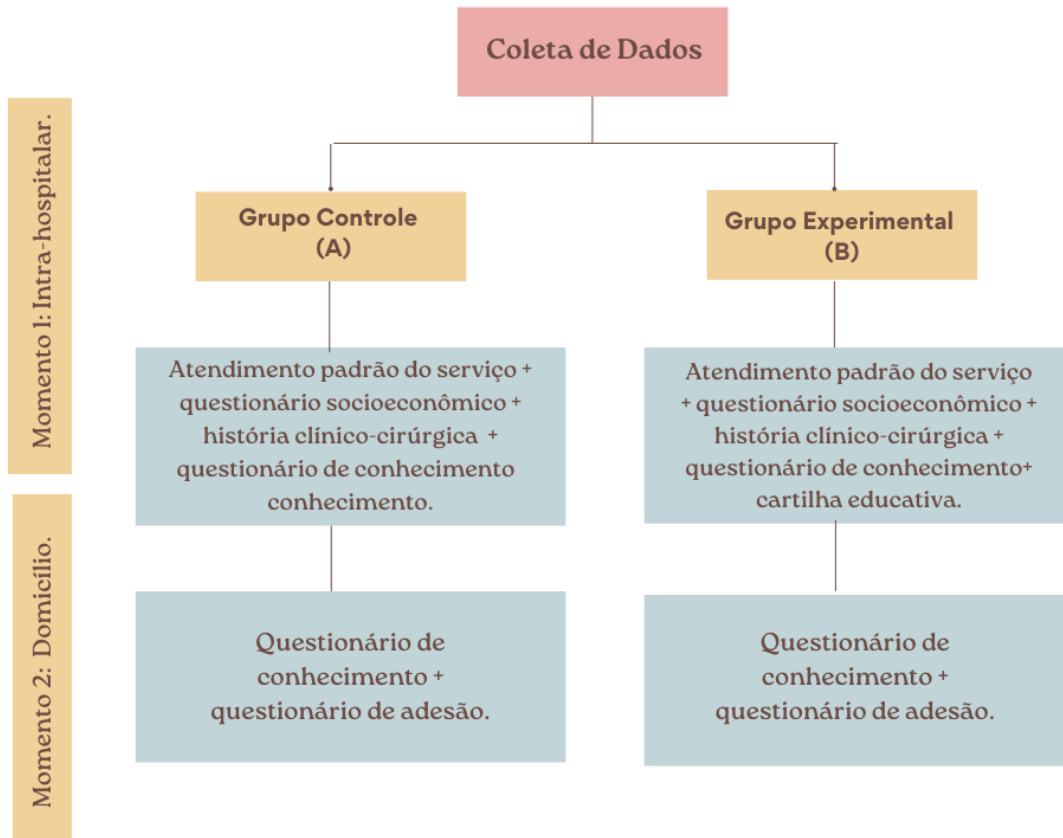 Coleta de Dados
Momento 1: Intra-hospitalar.
Grupo Controle
(A)
Grupo Experimental
(B)
Atendimento padrão do serviço +
questionário socioeconômico +
história clínico-cirúrgica +
questionário de conhecimento
conhecimento.
Atendimento padrão do serviço
+ questionário socioeconômico +
história clínico-cirúrgica +
questionário de conhecimento+
cartilha educativa.
Momento 2: Domicílio.
Questionário de
conhecimento +
questionário de adesão.
Questionário de
conhecimento +
questionário de adesão.